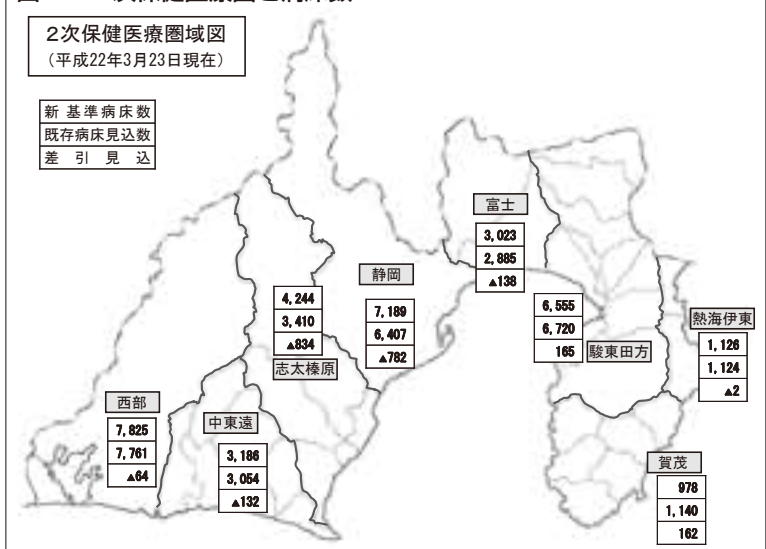 2次保健医療圏域図
(平成22年3月23日現在)
新基準病床数
既存病床見込数
差引見込
富士
3,023
2,885
▲138
静岡
7,189
6,407
▲782
4,244
3,410
▲834
志太榛原
6,555
6,720
165
駿東田方
熱海伊東
1,126
1,124
▲2
西部
7,825
7,761
▲64
中東遠
3,186
3,054
▲132
賀茂
978
1,140
162